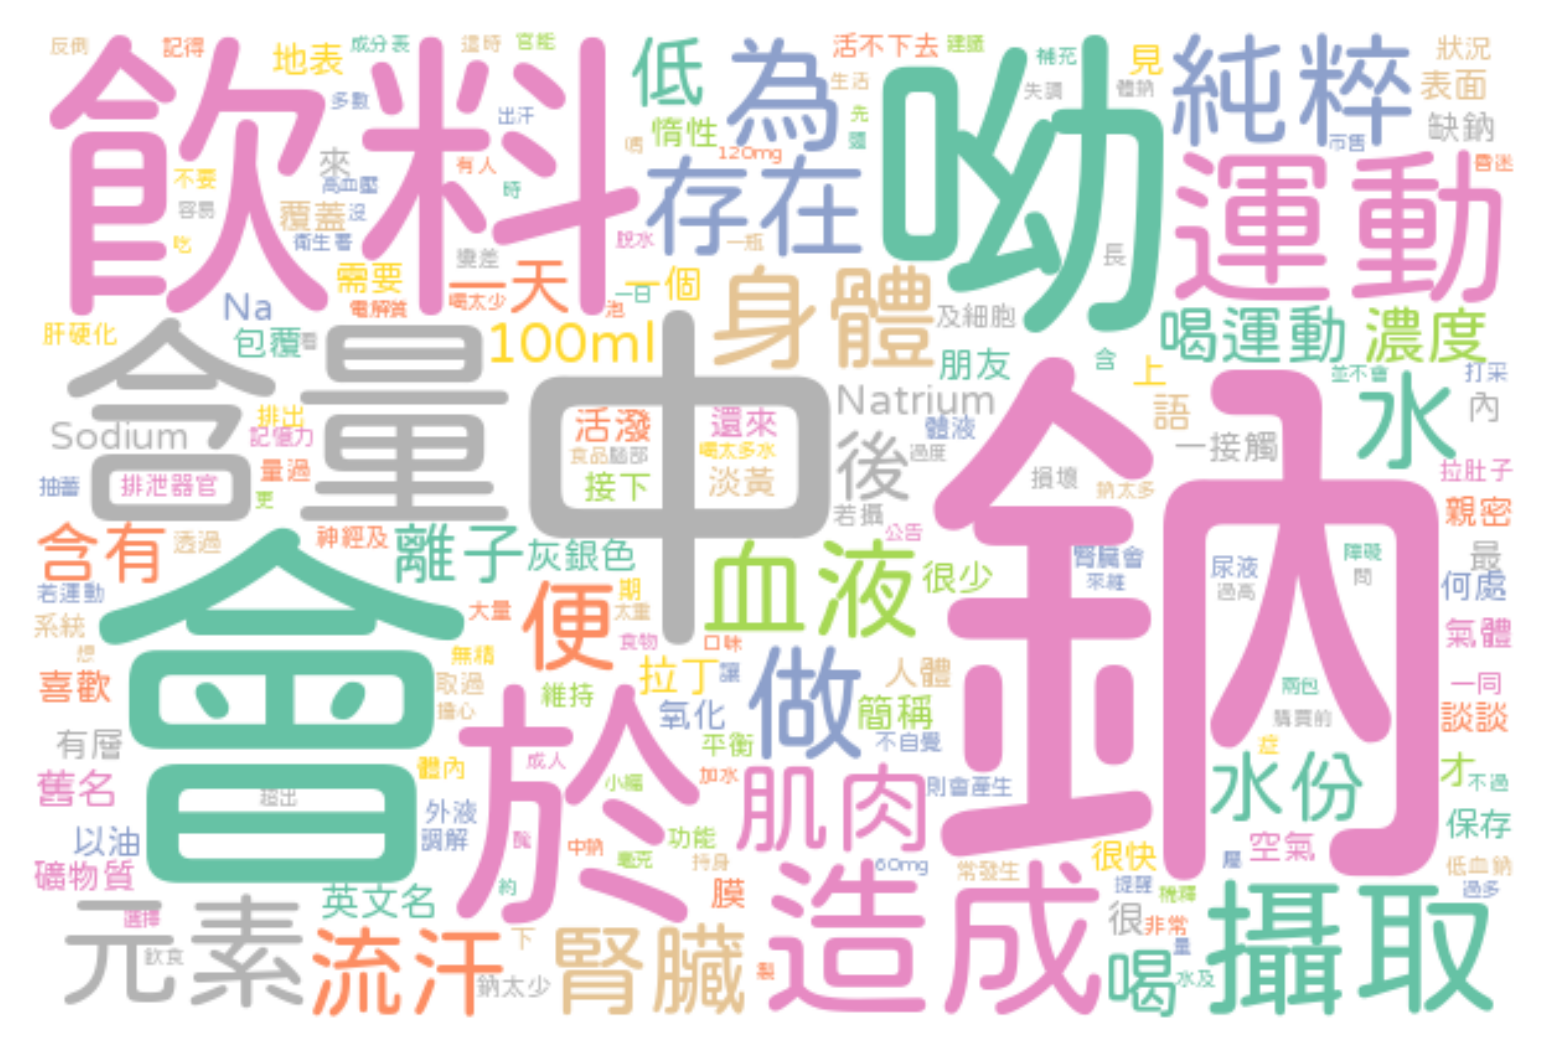 反倒
記得
地表
成分表
這時
官能
低
為
活不下去
建議
呦
補充
見
純粹
狀況
表面
飲料
多數
出汗
惰性
生活
先
失調
體鈉
缺鈉
市售
不要
來
高血壓
有人
時
120mg
存在
運動
昏迷
容易
覆蓋
沒
衛生署
吃
脫水
一瓶
長
需要
變差
一天
一個
身體
Na
電解質
喝太少
一日
泡
及細胞
喝運動
濃度
肝硬化
包覆
看
100ml
朋友
含
上
並不會
打采
含量
中
Natrium
鈉
水
內
Sodium
排出
記憶力
活潑
還來
體液
語
食品
腦部
喝太多水
後
過度
一接觸
拉肚子
抽蓄
排泄器官
量過
更
接下
淡黃
若攝
損壞
鈉太多
親密
含有
透過
神經及
離子
灰銀色
公告
血液
很少
腎臟會
尿液
障礙
最
若運動
會
大量
便
期
太重
來維
過高
問
何處
系統
食物
口味
氣體
想
無精
喜歡
取過
擔心
於
維持
拉丁
讓
做
人體
兩包
一同
有層
氧化
簡稱
購買前
談談
平衡
不自覺
症
舊名
體內
成人
小編
加水
肌肉
則會產生
水份
才
不過
超出
以油
外液
調解
醃
中鈉
毫克
功能
保存
礦物質
持身
60mg
常發生
很快
屬
空氣
低血鈉
過多
約
膜
造成
提醒
稀釋
攝取
英文名
元素
選擇
飲食
流汗
下
腎臟
很
非常
量
鈉太少
製
喝
水及